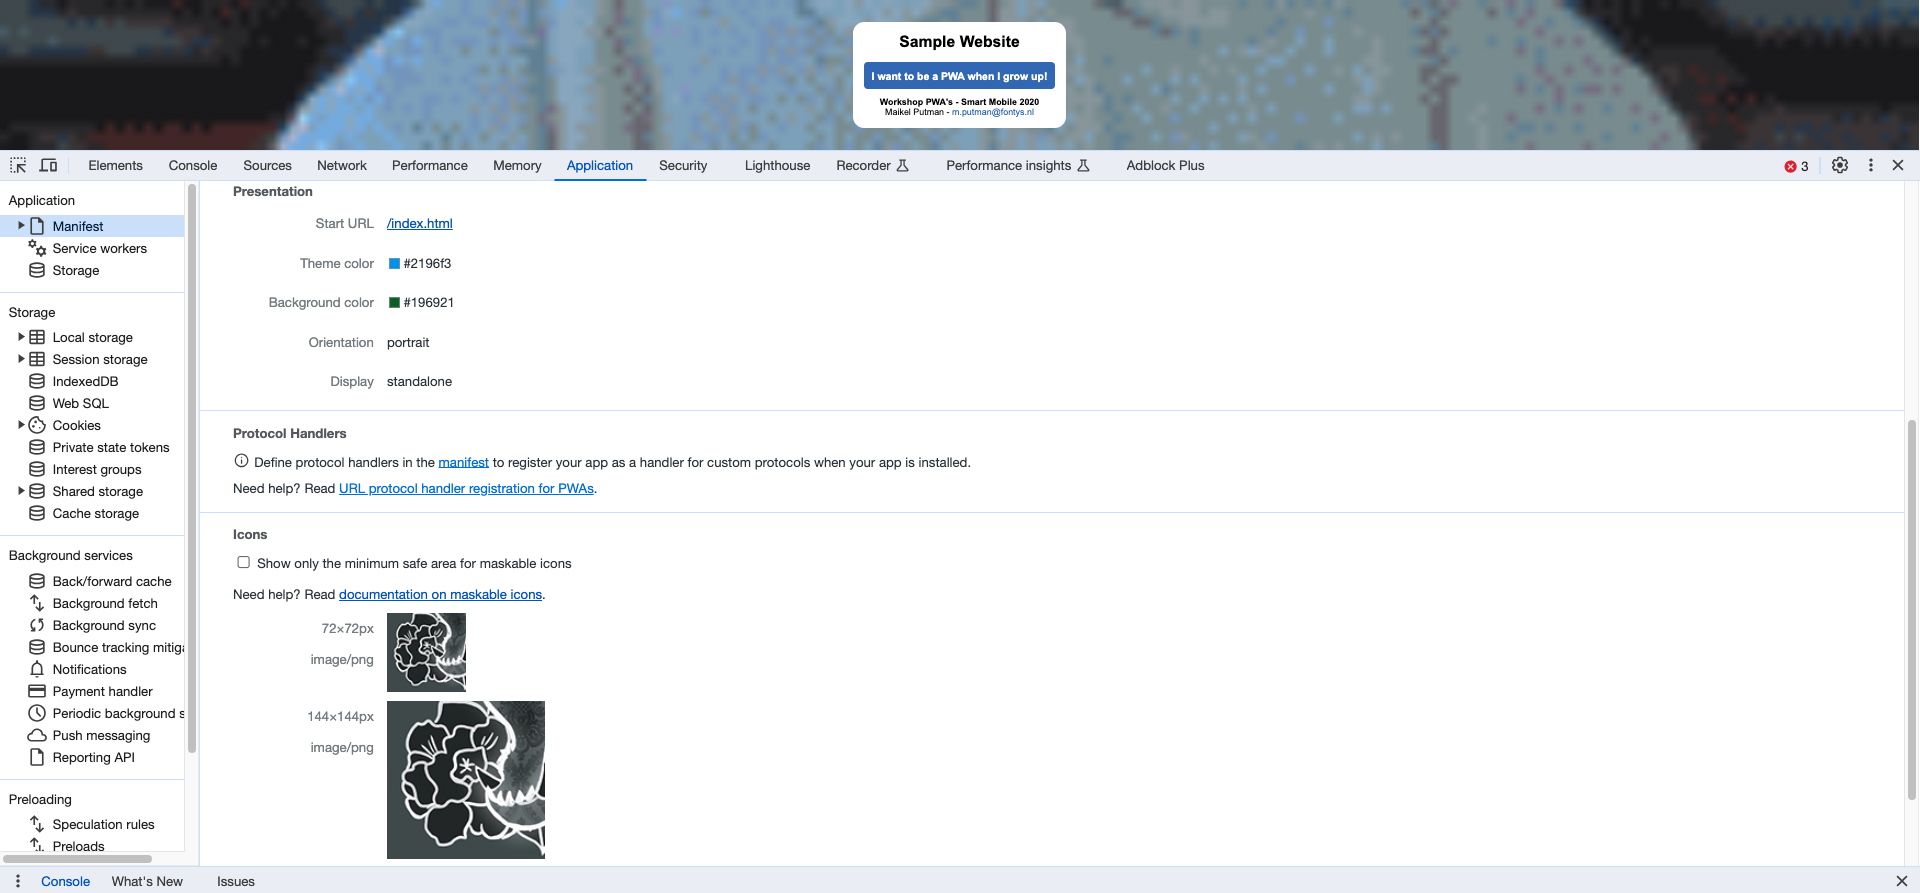 Sample Website
I want to be a PWA when I grow up!
Workshop PWA's - Smart Mobile 2020
Maikel Putman - m.putman@fontys.nl
Elements Console Sources Network Performance Memory Application Security Lighthouse Recorder Performance insights Adblock Plus 3
Application
Manifest
Service workers
Storage
Storage
Local storage
Session storage
IndexedDB
Web SQL
Cookies
Private state tokens
Interest groups
Shared storage
Cache storage
Background services
Back/forward cache
Background fetch
Background sync
Bounce tracking mitiga
Notifications
Payment handler
Periodic background s
Push messaging
Reporting API
Preloading
Speculation rules
Preloads
Presentation
Start URL /index.html
Theme color #2196f3
Background color #196921
Orientation portrait
Display standalone
Protocol Handlers
Define protocol handlers in the manifest to register your app as a handler for custom protocols when your app is installed.
Need help? Read URL protocol handler registration for PWAs.
Icons
Show only the minimum safe area for maskable icons
Need help? Read documentation on maskable icons.
72×72px
image/png
144×144px
image/png
Console What's New Issues